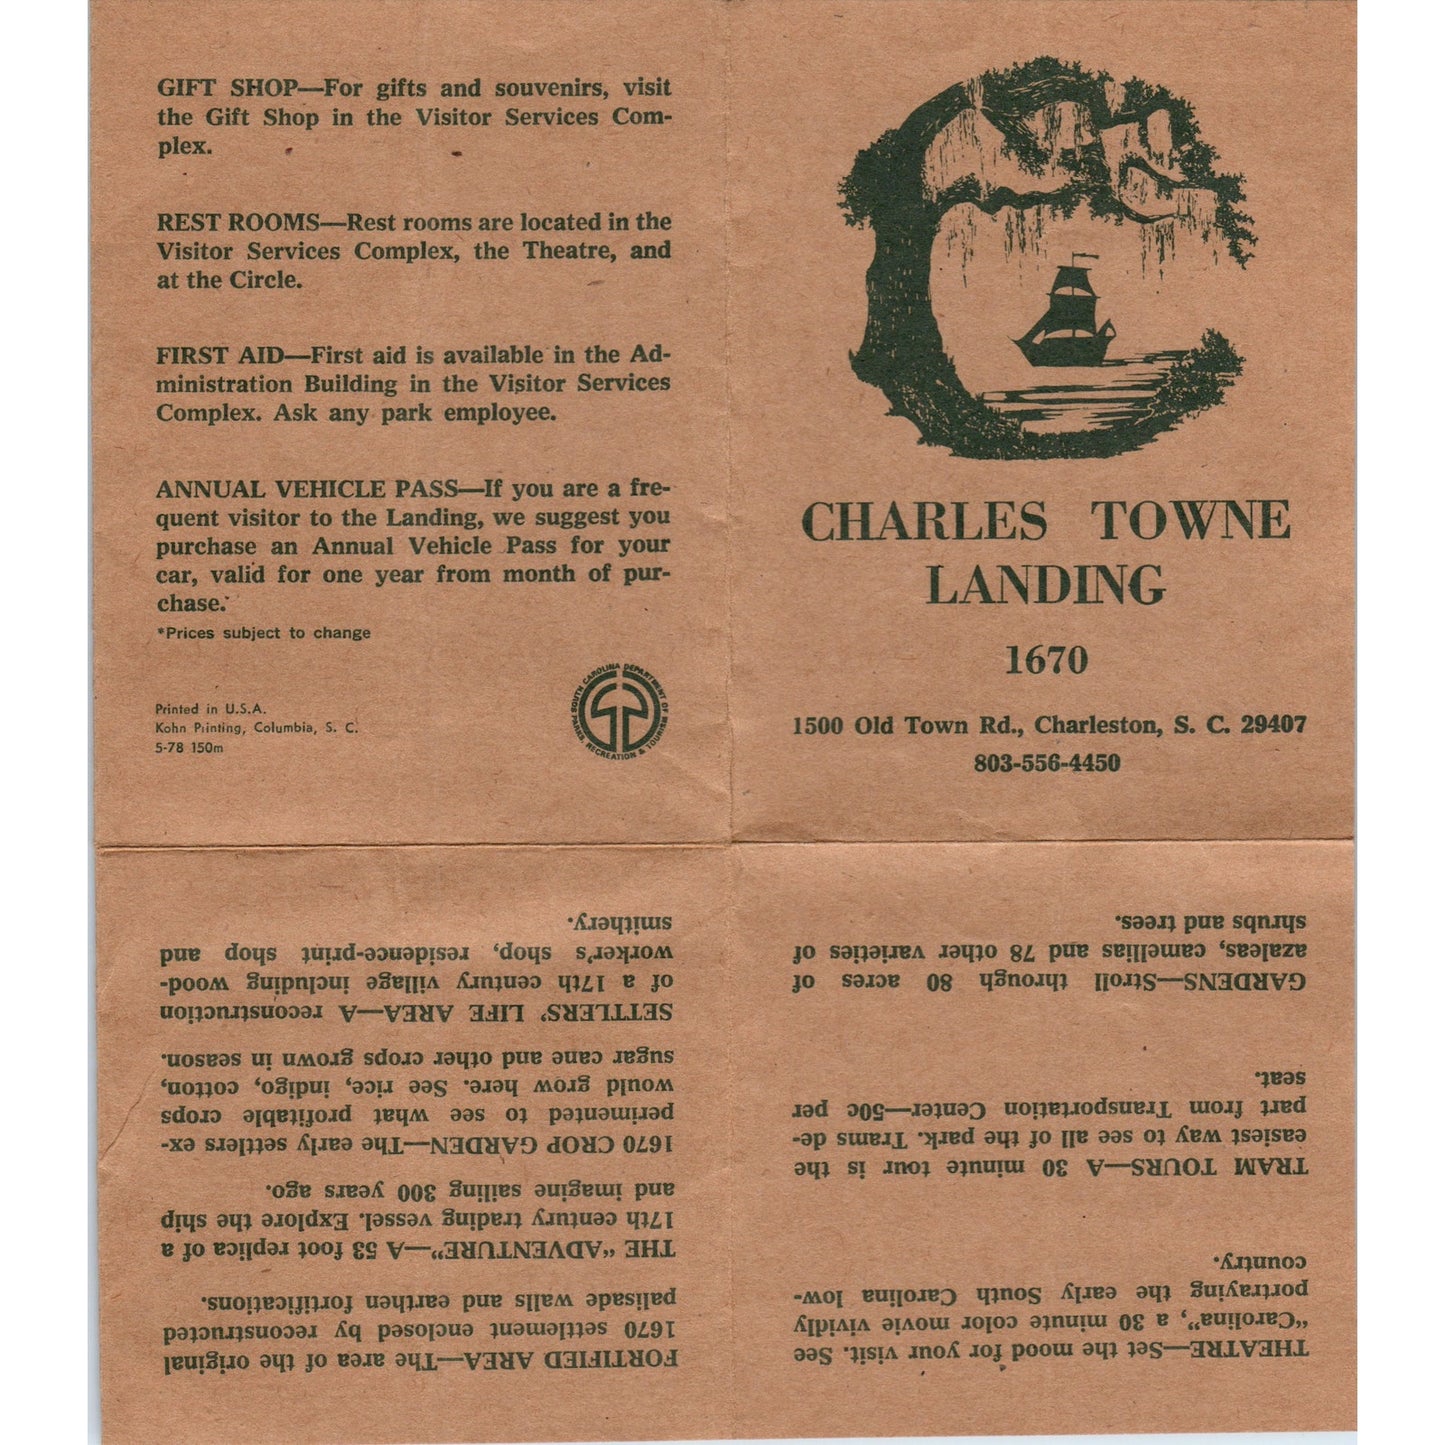 GIFT SHOP—For gifts and souvenirs, visit
the Gift Shop in the Visitor Services Com-
plex.
REST ROOMS—Rest rooms are located in the
Visitor Services Complex, the Theatre, and
at the Circle.
FIRST AID—First aid is available in the Ad-
ministration Building in the Visitor Services
Complex. Ask any park employee.
ANNUAL VEHICLE PASS—If you are a fre-
quent visitor to the Landing, we suggest you
purchase an Annual Vehicle Pass for your
car, valid for one year from month of pur-
chase.*
*Prices subject to change
Printed in U.S.A.
Kohn Printing, Columbia, S. C.
5-78 150m
SOUTH CAROLINA DEPARTMENT OF PARKS, RECREATION & TOURISM
CHARLES TOWNE
LANDING
1670
1500 Old Town Rd., Charleston, S. C. 29407
803-556-4450
THEATRE—Set the mood for your visit. See
“Carolina”, a 30 minute color movie vividly
portraying the early South Carolina low-
country.
TRAM TOURS—A 30 minute tour is the
easiest way to see all of the park. Trams de-
part from Transportation Center—50c per
seat.
GARDENS—Stroll through 80 acres of
azaleas, camellias and other 78 varieties of
shrubs and trees.
FORTIFIED AREA—The area of the original
1670 settlement enclosed by reconstructed
palisade walls and earthen fortifications.
THE “ADVENTURE”—A 53 foot replica of a
17th century trading vessel. Explore the ship
and imagine sailing 300 years ago.
1670 CROP GARDEN—The early settlers ex-
perimented to see what profitable crops
would grow here. See rice, indigo, cotton,
sugar cane and other crops grown in season.
SETTLERS’ LIFE AREA—A reconstruction
of a 17th century village including wood-
worker’s shop, residence-print shop and
smithery.